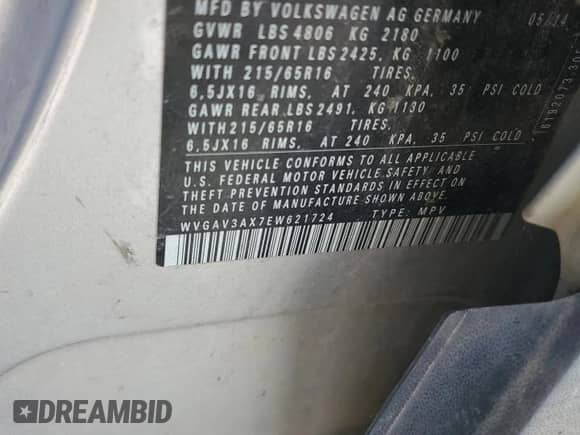 MFD BY VOLKSWAGEN AG GERMANY 05/14
GVWR LBS 4806 KG 2180
GAWR FRONT LBS 2425, KG 1100
WITH 215/65R16 TIRES.
6,5JX16 RIMS, AT 240 KPA, 35 PSI COLD
GAWR REAR LBS 2491, KG 1130
WITH 215/65R16 TIRES.
6,5JX16 RIMS, AT 240 KPA, 35 PSI COLD
THIS VEHICLE CONFORMS TO ALL APPLICABLE
U.S. FEDERAL MOTOR VEHICLE SAFETY AND
THEFT PREVENTION STANDARDS IN EFFECT ON
THE DATE OF MANUFACTURE SHOWN ABOVE.
WVGAV3AX7EW621724 TYPE: MPV
DREAMBID